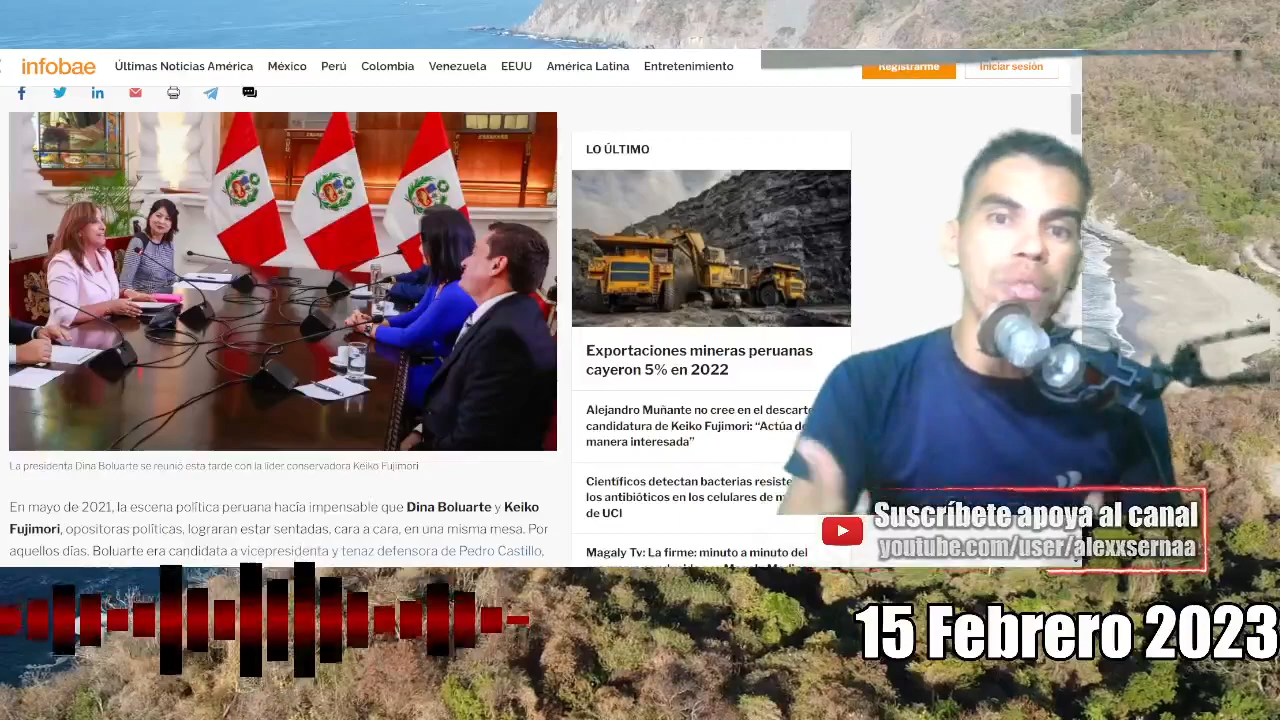 infobae
Últimas Noticias América
México
Perú
Colombia
Venezuela
EEUU
América Latina
Entretenimiento
Registrarme
Iniciar sesión
La presidenta Dina Boluarte se reunió esta tarde con la líder conservadora Keiko Fujimori
En mayo de 2021, la escena política peruana hacía impensable que Dina Boluarte y Keiko
Fujimori, opositoras políticas, lograran estar sentadas, cara a cara, en una misma mesa. Por
aquellos días, Boluarte era candidata a vicepresidenta y tenaz defensora de Pedro Castillo,
LO ÚLTIMO
Exportaciones mineras peruanas
cayeron 5% en 2022
Alejandro Muñante no cree en el descarte
candidatura de Keiko Fujimori: “Actúa de
manera interesada”
Científicos detectan bacterias resiste
los antibióticos en los celulares de
de UCI
Magaly Tv: La firme: minuto a minuto del
Suscríbete apoya al canal
youtube.com/user/alexxsernaa
15 Febrero 2023